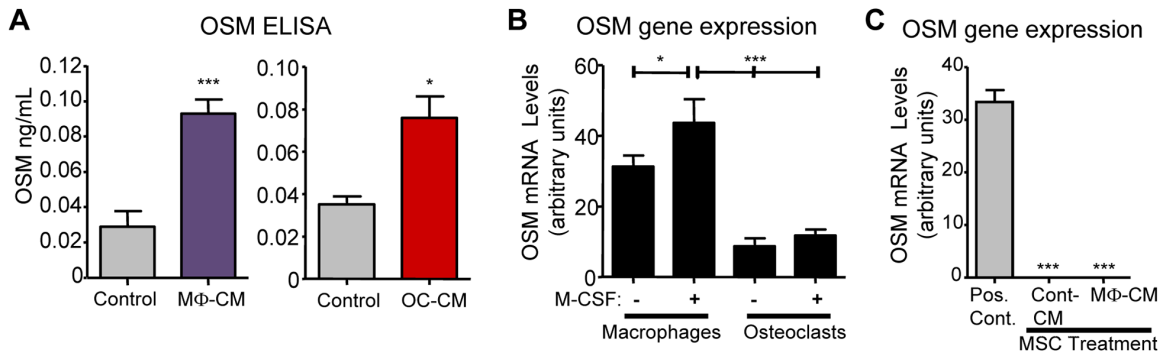 A
OSM ELISA
OSM ng/mL
0.12
0.10
0.08
0.06
0.04
0.02
0
***
Control
MΦ-CM
0.10
0.08
0.06
0.04
0.02
0
*
Control
OC-CM
B
OSM gene expression
OSM mRNA Levels
(arbitrary units)
60
40
20
0
*
***
M-CSF: - + - +
Macrophages
Osteoclasts
C
OSM gene expression
OSM mRNA Levels
(arbitrary units)
40
30
20
10
0
***
***
Pos.
Cont.
Cont-
CM
MΦ-CM
MSC Treatment